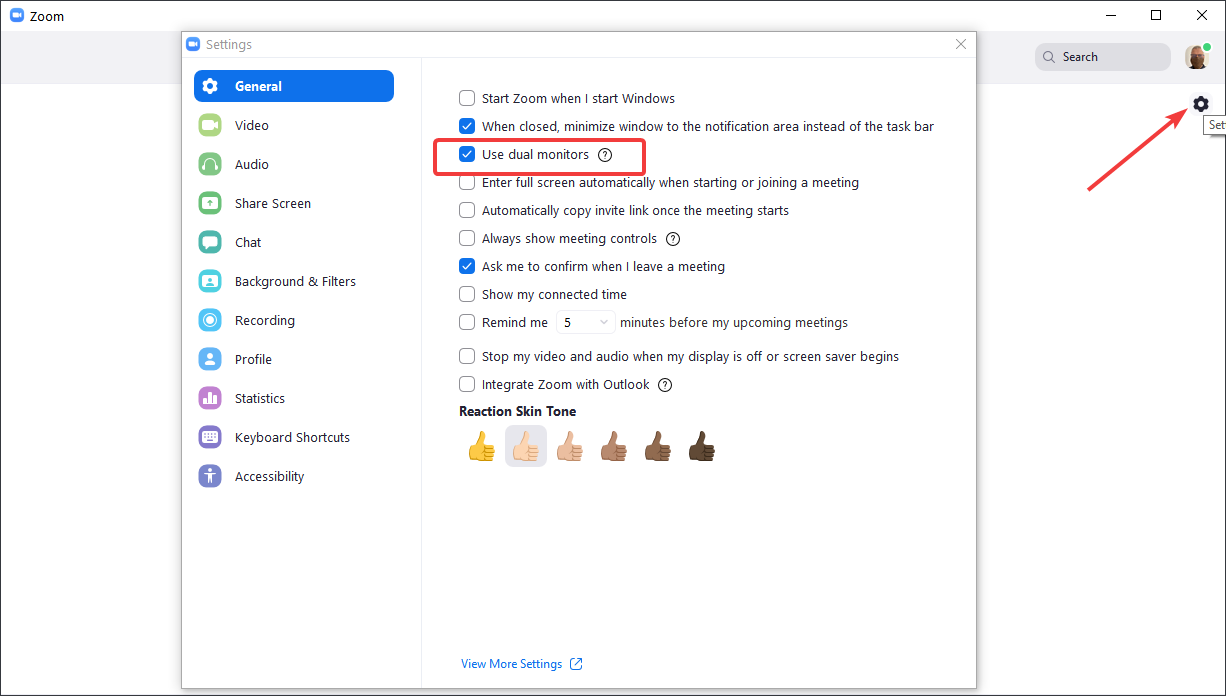 Zoom
Settings
Search
Set
General
Video
Audio
Share Screen
Chat
Background & Filters
Recording
Profile
Statistics
Keyboard Shortcuts
Accessibility
Start Zoom when I start Windows
When closed, minimize window to the notification area instead of the task bar
Use dual monitors ?
Enter full screen automatically when starting or joining a meeting
Automatically copy invite link once the meeting starts
Always show meeting controls ?
Ask me to confirm when I leave a meeting
Show my connected time
Remind me 5 minutes before my upcoming meetings
Stop my video and audio when my display is off or screen saver begins
Integrate Zoom with Outlook ?
Reaction Skin Tone
View More Settings